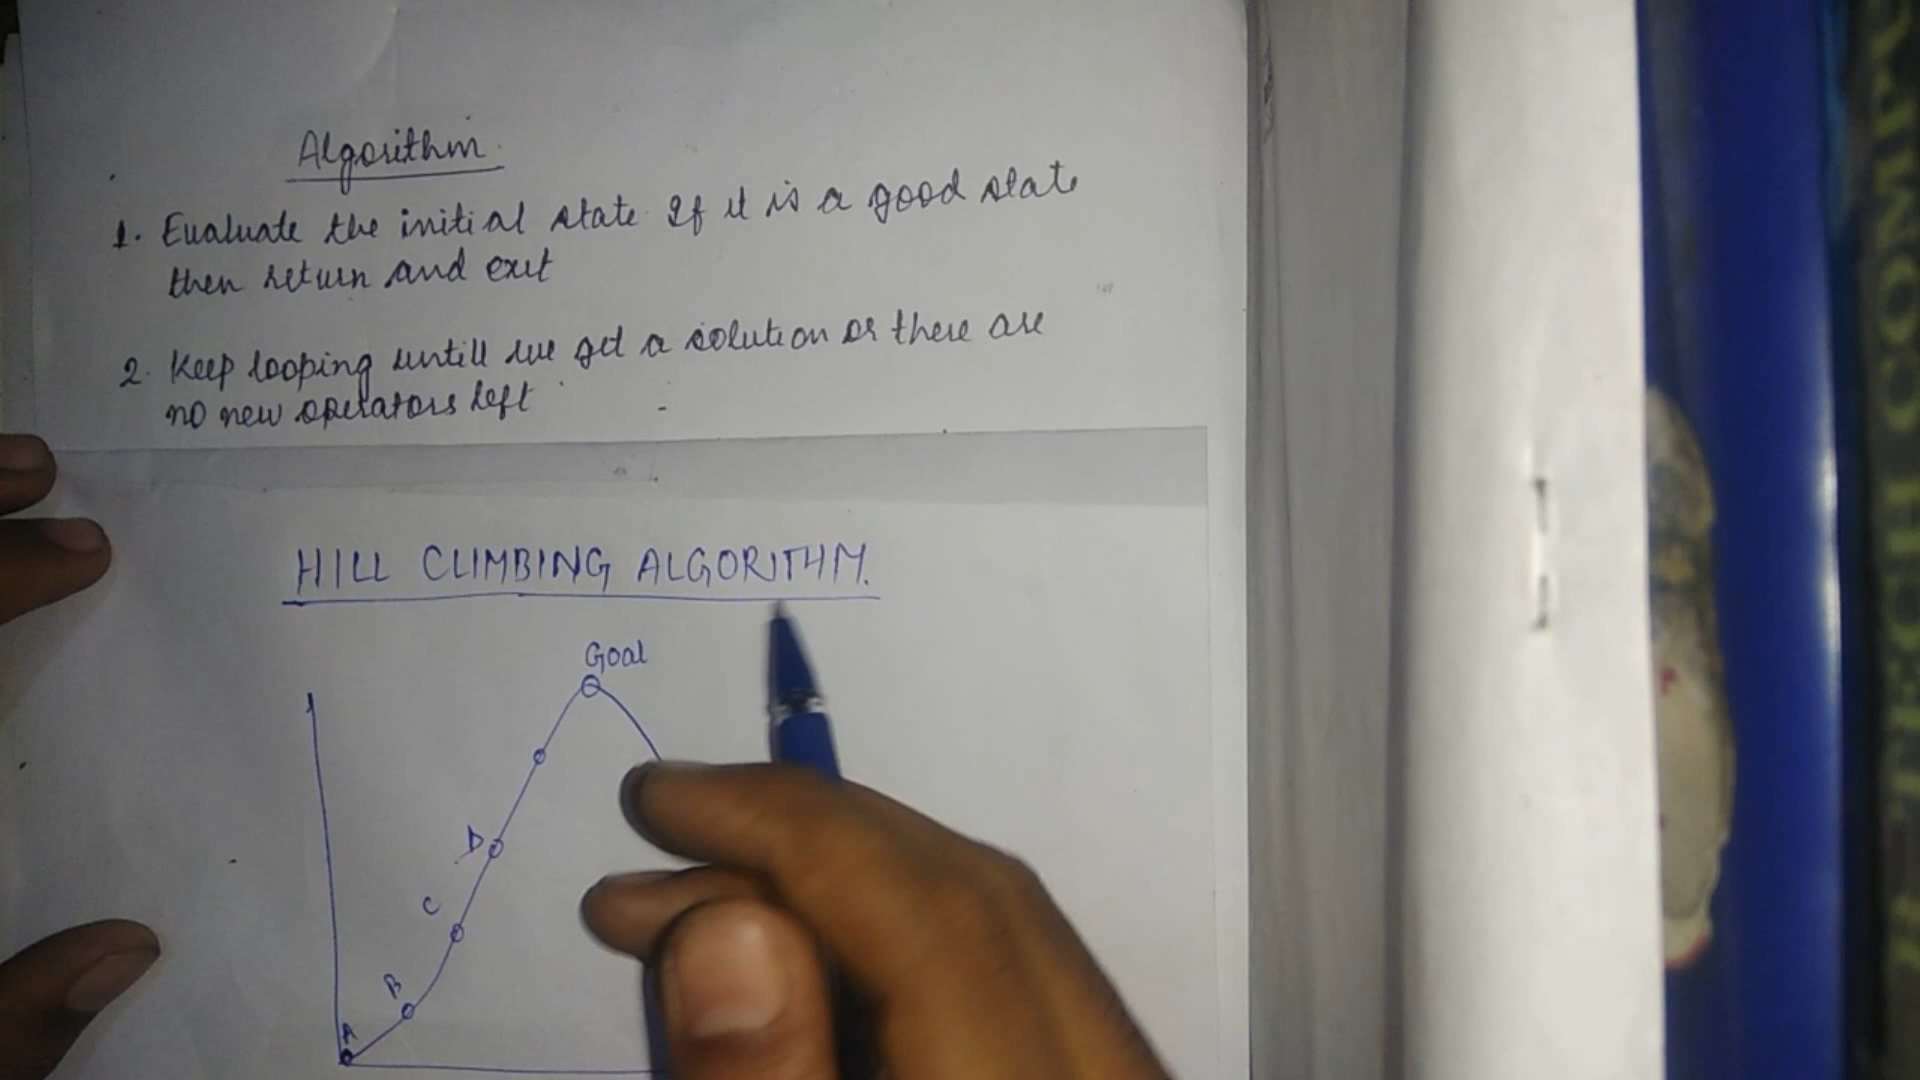 Algorithm.
1. Evaluate the initial state. If it is a good state
then return and exit
2. Keep looping untill we get a solution or there are
no new operators left
HILL CLIMBING ALGORITHM.
Goal
D
C
B
A